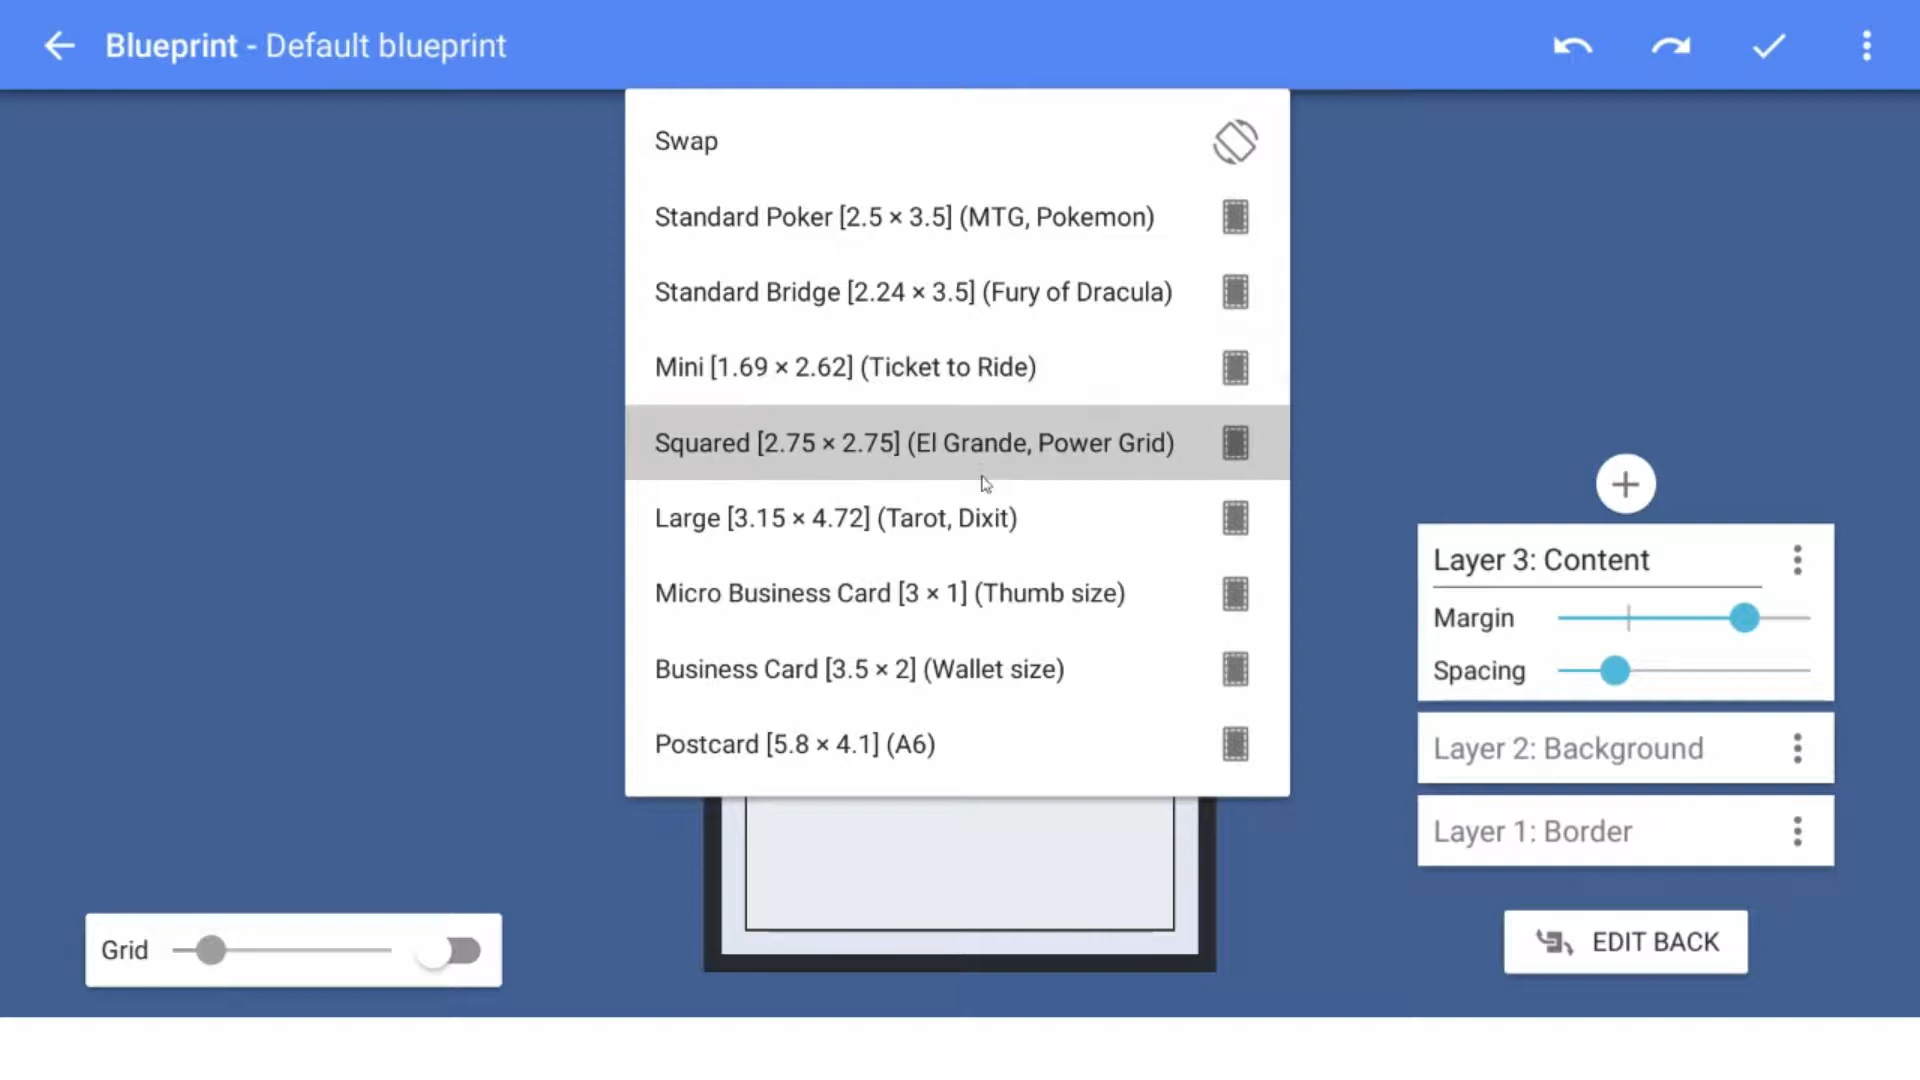 Blueprint - Default blueprint
Swap
Standard Poker [2.5 × 3.5] (MTG, Pokemon)
Standard Bridge [2.24 × 3.5] (Fury of Dracula)
Mini [1.69 × 2.62] (Ticket to Ride)
Squared [2.75 × 2.75] (El Grande, Power Grid)
Large [3.15 × 4.72] (Tarot, Dixit)
Micro Business Card [3 × 1] (Thumb size)
Business Card [3.5 × 2] (Wallet size)
Postcard [5.8 × 4.1] (A6)
Layer 3: Content
Margin
Spacing
Layer 2: Background
Layer 1: Border
Grid
EDIT BACK